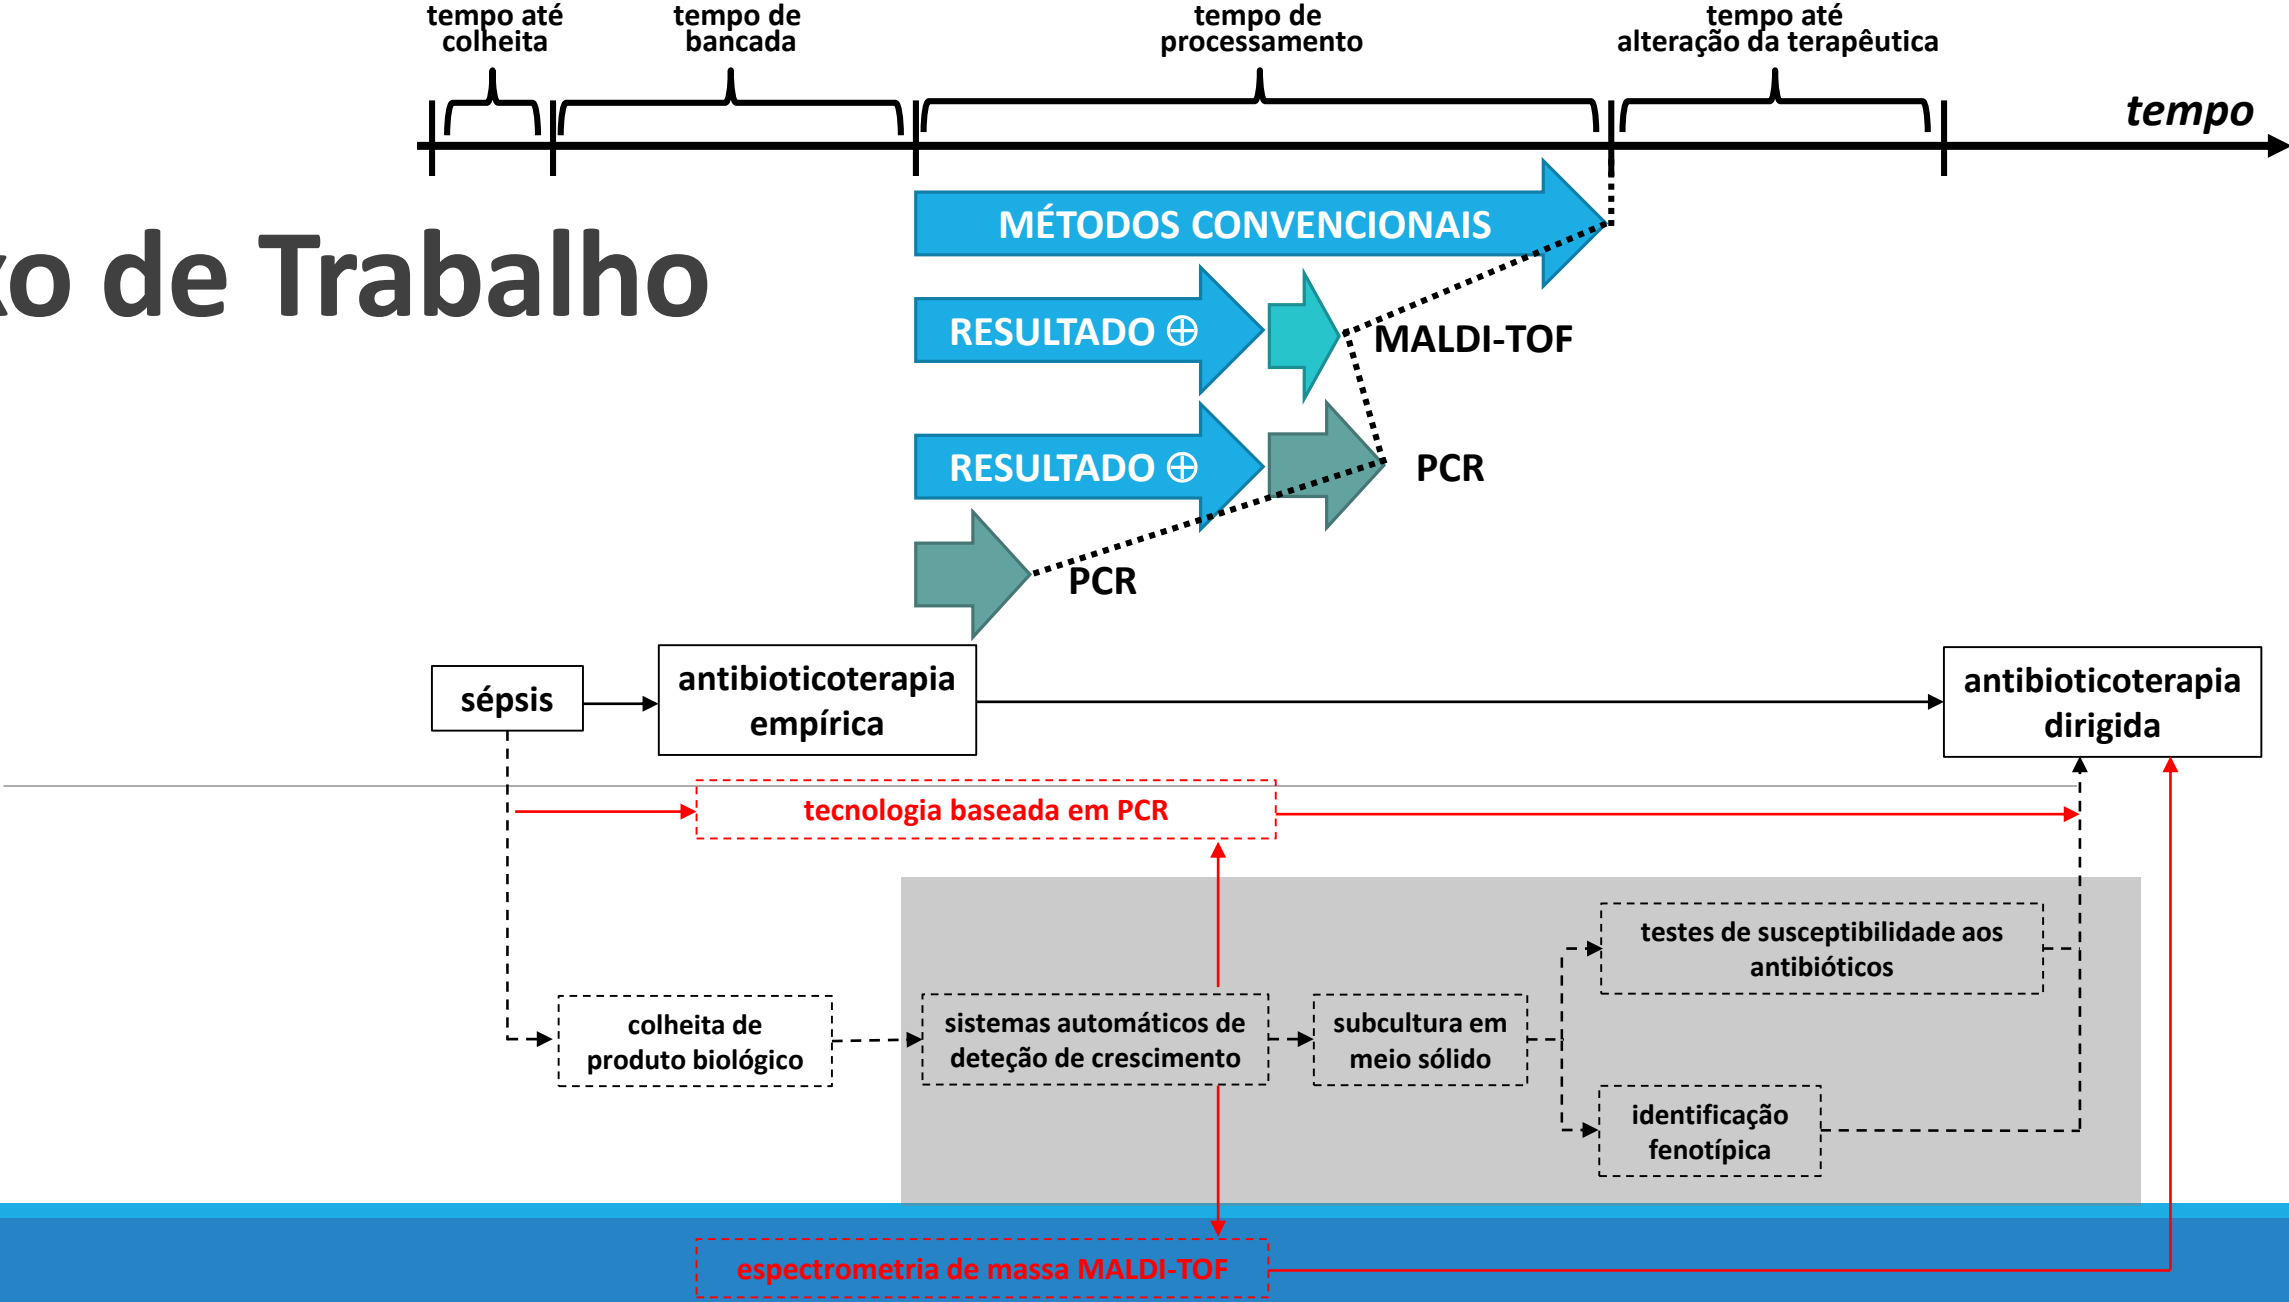 tempo até
colheita
tempo de
bancada
tempo de
processamento
tempo até
alteração da terapêutica
tempo
MÉTODOS CONVENCIONAIS
xo de Trabalho
RESULTADO ⊕
MALDI-TOF
RESULTADO ⊕
PCR
PCR
sépsis
antibioticoterapia
empírica
antibioticoterapia
dirigida
tecnologia baseada em PCR
testes de susceptibilidade aos
antibióticos
colheita de
produto biológico
sistemas automáticos de
deteção de crescimento
subcultura em
meio sólido
identificação
fenotípica
espectrometria de massa MALDI-TOF